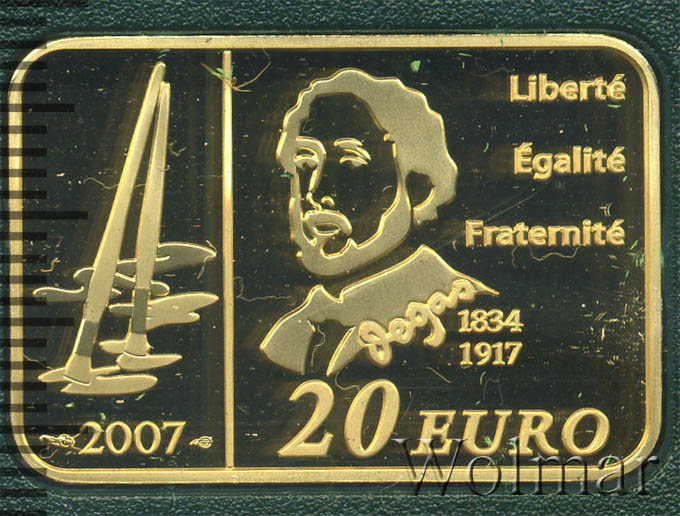 Liberté
Égalité
Fraternité
Degas
1834
1917
2007
20 EURO
Wolmar